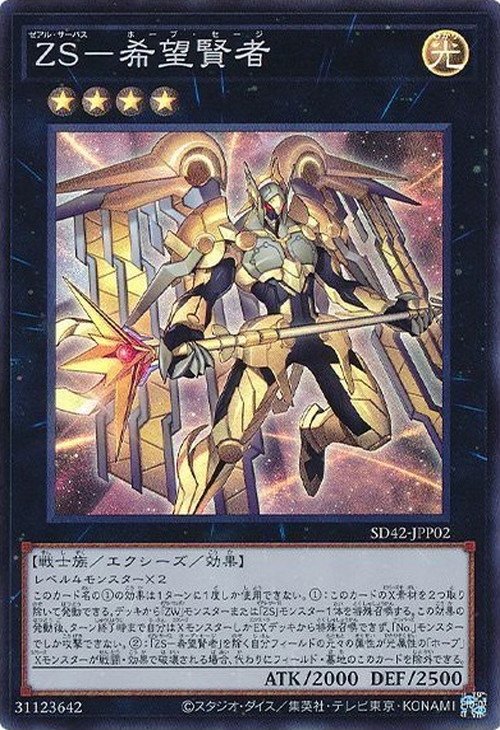 ゼアル・サーバス ホープ・セージ
ZS－希望賢者
光
SD42-JPP02
【戦士族／エクシーズ／効果】
レベル4モンスター×2
このカード名の①の効果は1ターンに1度しか使用できない。①：このカードのX素材を2つ取り
除いて発動できる。デッキから「ZW」モンスターまたは「ZS」モンスター1体を特殊召喚する。この効果の
発動後、ターン終了時まで自分はXモンスターしかEXデッキから特殊召喚できず、「No.」モンスター
でしか攻撃できない。②：「ZS－希望賢者」を除く自分フィールドの元々の属性が光属性の「ホープ」
Xモンスターが戦闘・効果で破壊される場合、代わりにフィールド・墓地のこのカードを除外できる。
ATK/2000 DEF/2500
31123642 ©スタジオ・ダイス／集英社・テレビ東京・KONAMI